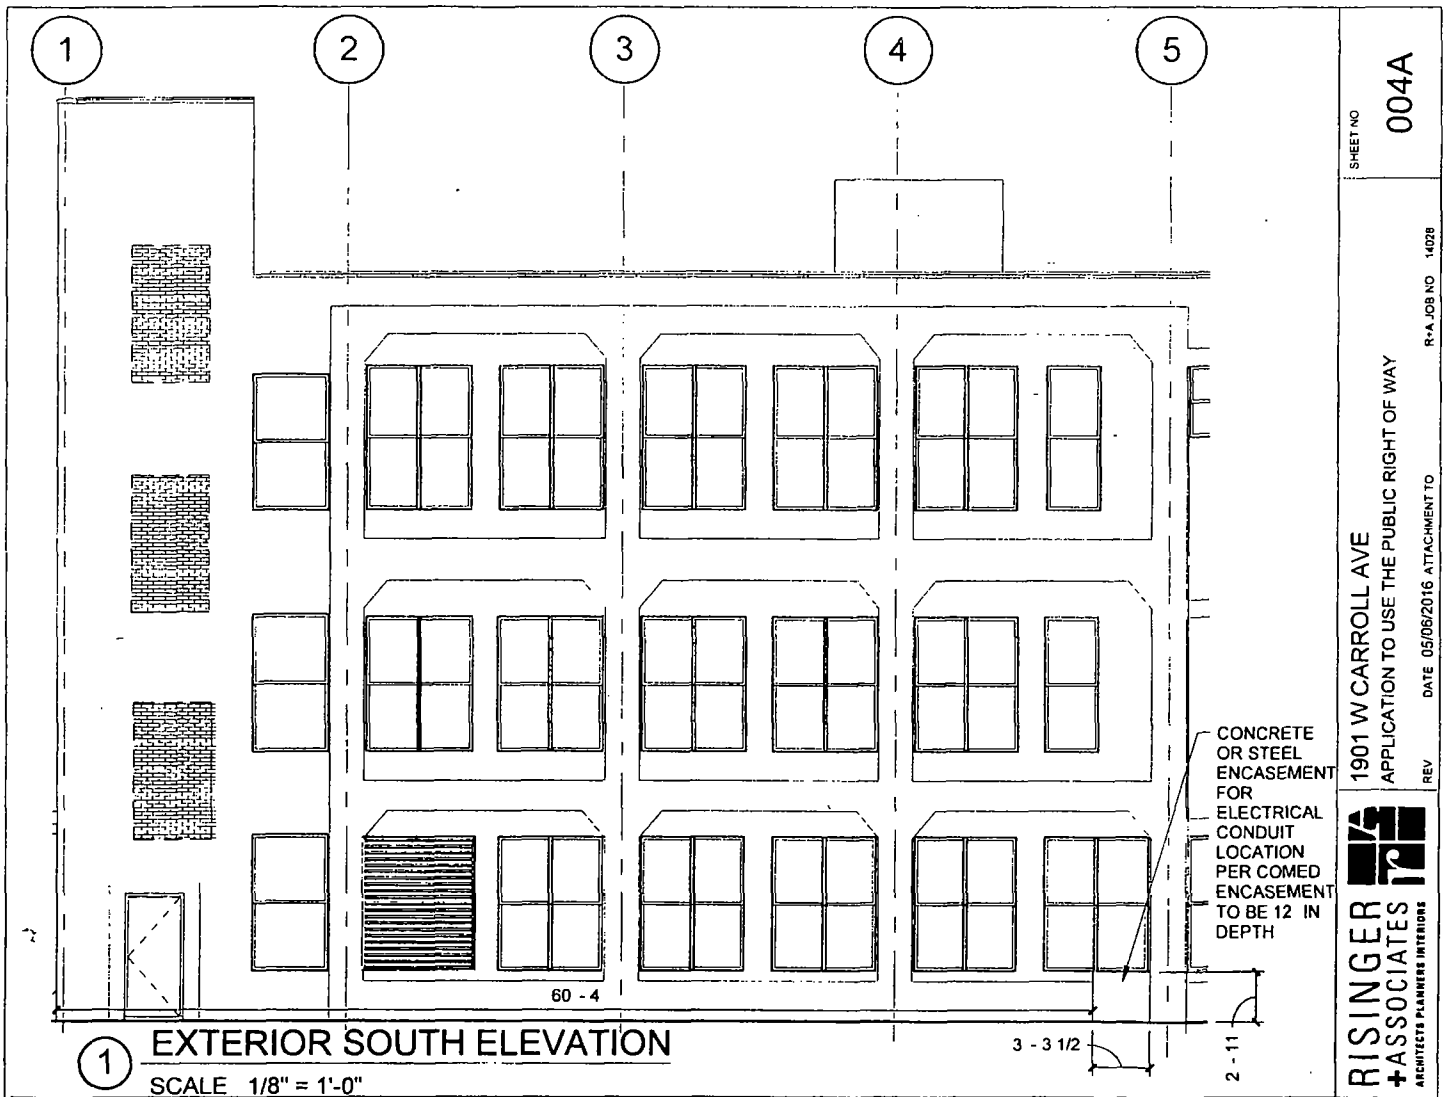 1
2
3
4
5
CONCRETE
OR STEEL
ENCASEMENT
FOR
ELECTRICAL
CONDUIT
LOCATION
PER COMED
ENCASEMENT
TO BE 12 IN
DEPTH
60 - 4
3 - 3 1/2
2 - 11
1
EXTERIOR SOUTH ELEVATION
SCALE 1/8" = 1'-0"
SHEET NO
004A
1901 W CARROLL AVE
APPLICATION TO USE THE PUBLIC RIGHT OF WAY
REV DATE 05/06/2016 ATTACHMENT TO R+A JOB NO 14028
RISINGER
+ASSOCIATES
ARCHITECTS PLANNERS INTERIORS